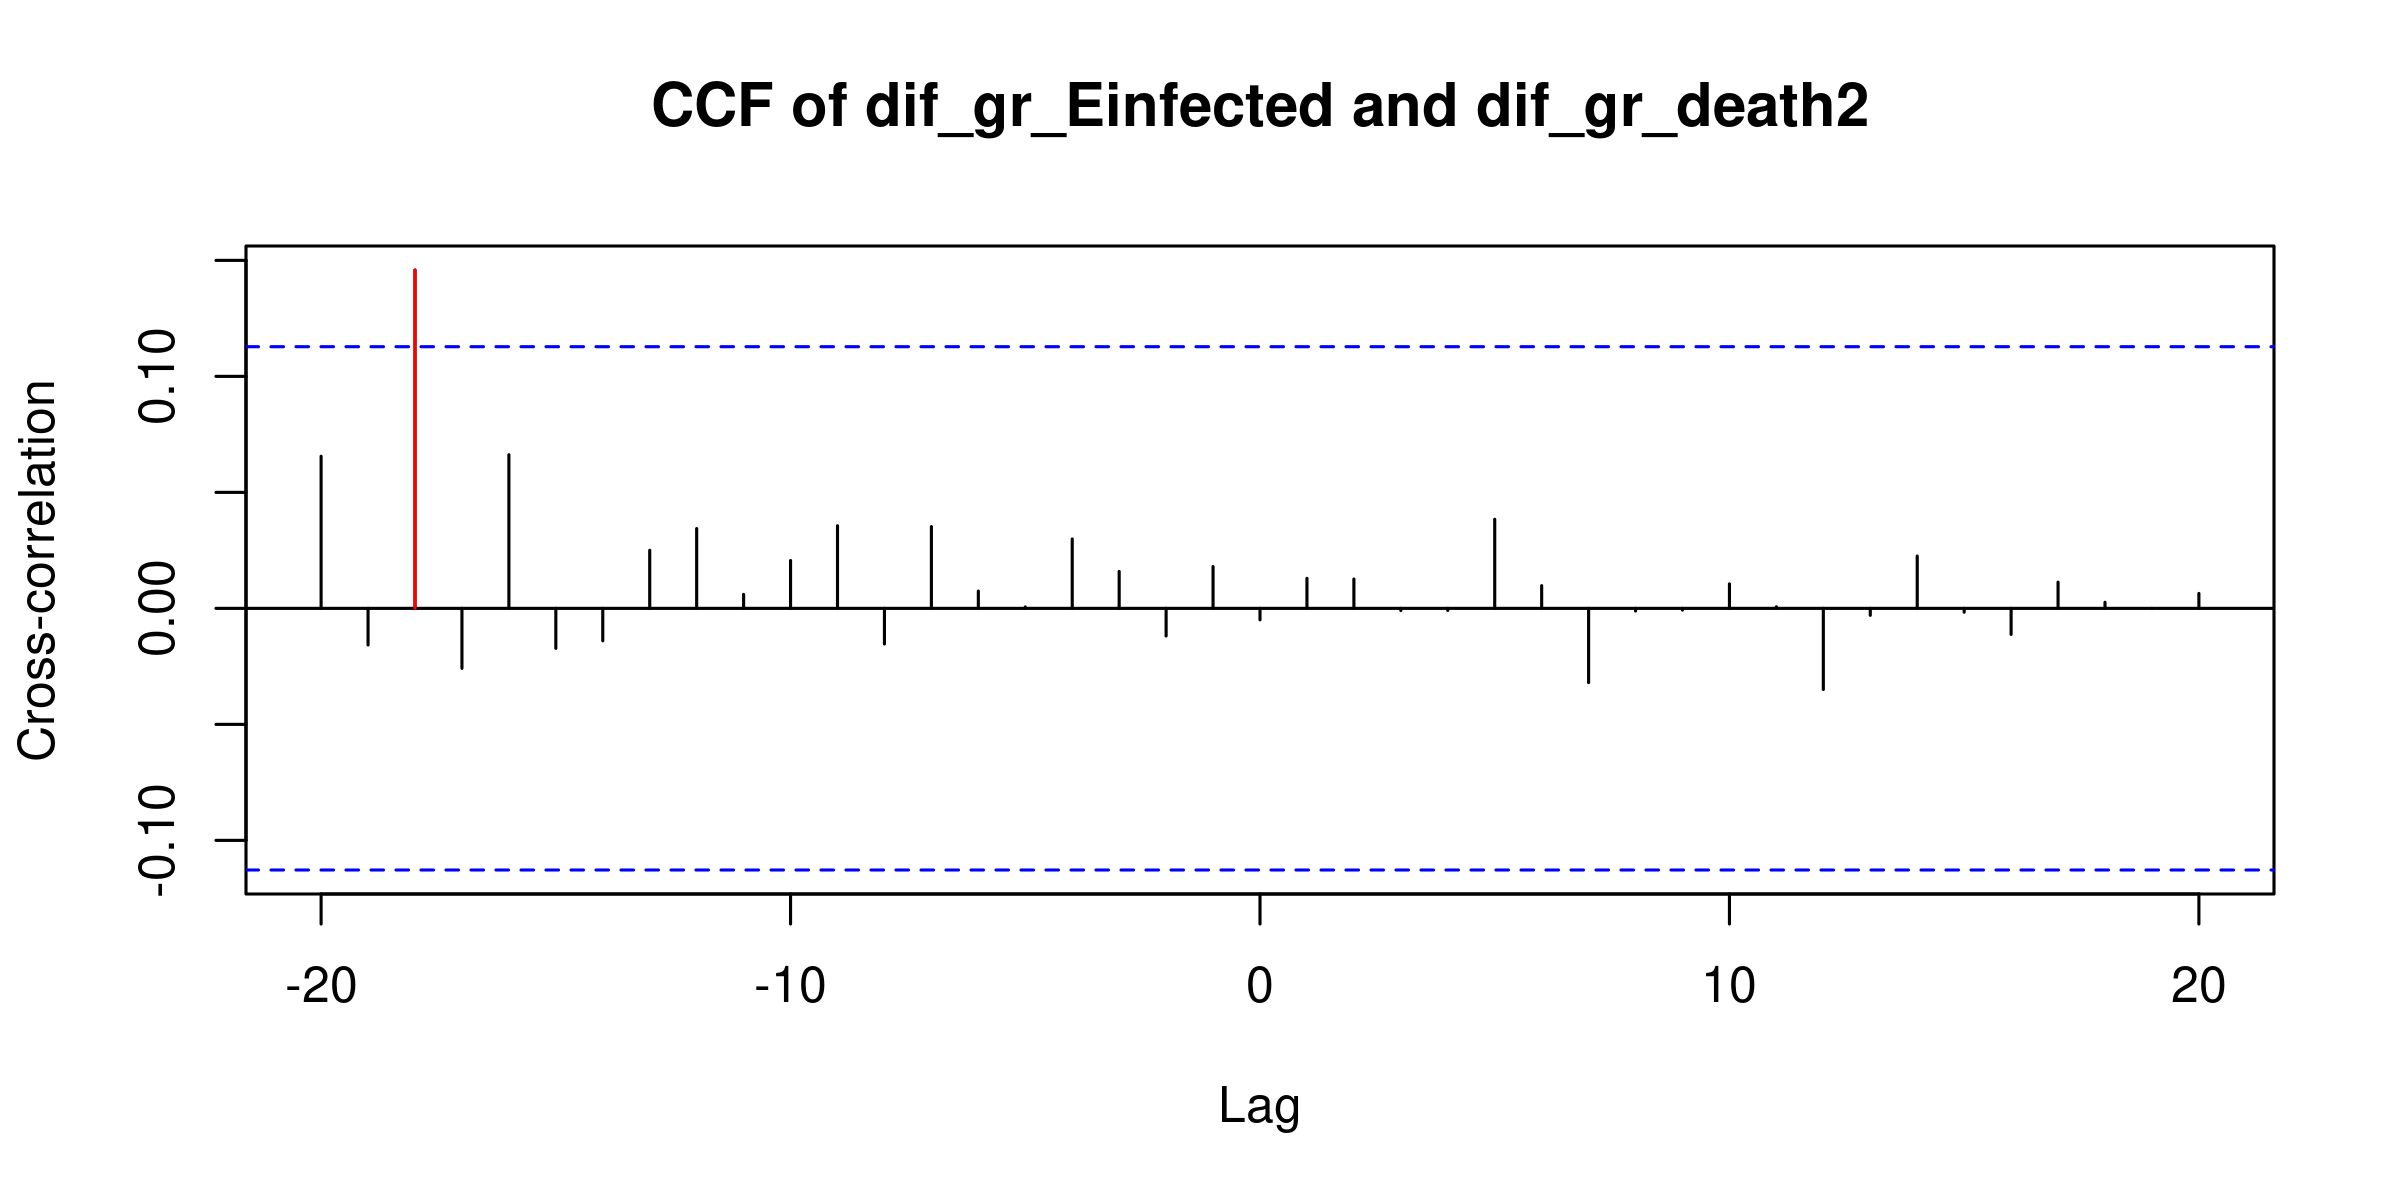 CCF of dif_gr_Einfected and dif_gr_death2
Cross-correlation
0.10
0.00
-0.10
-20 -10 0 10 20
Lag